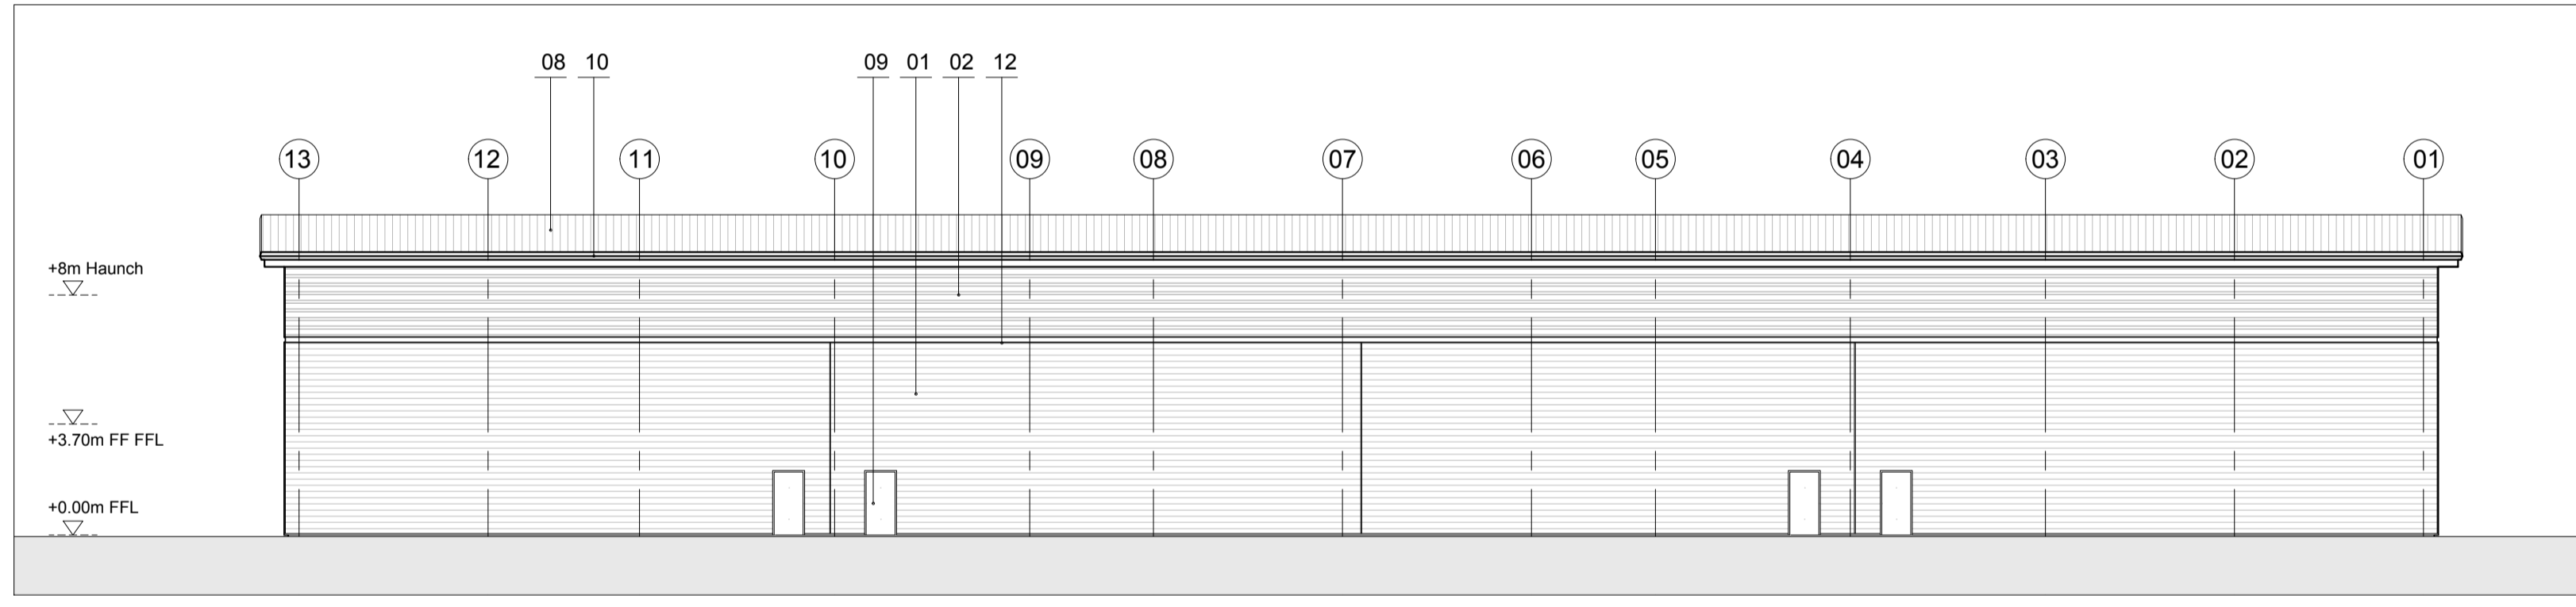 08 10 09 01 02 12
13 12 11 10 09 08 07 06 05 04 03 02 01
+8m Haunch
+3.70m FF FFL
+0.00m FFL